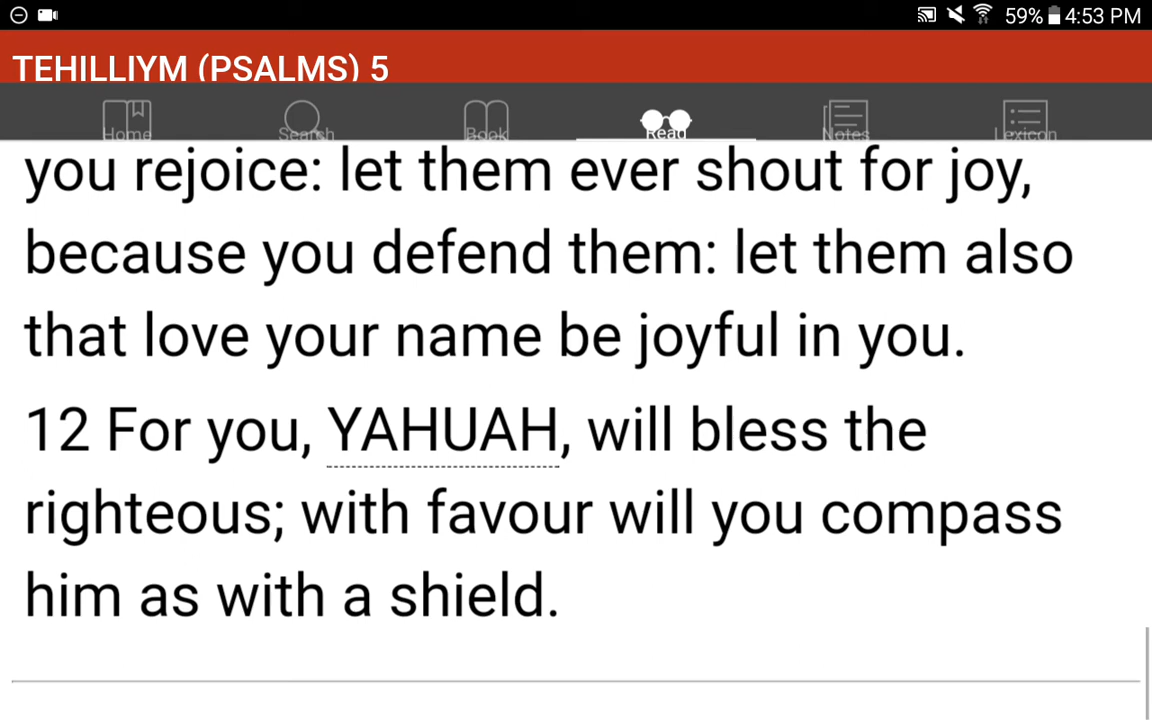 59% 4:53 PM
TEHILLIYM (PSALMS) 5
Home Search Book Read Notes Lexicon
you rejoice: let them ever shout for joy,
because you defend them: let them also
that love your name be joyful in you.
12 For you, YAHUAH, will bless the
righteous; with favour will you compass
him as with a shield.